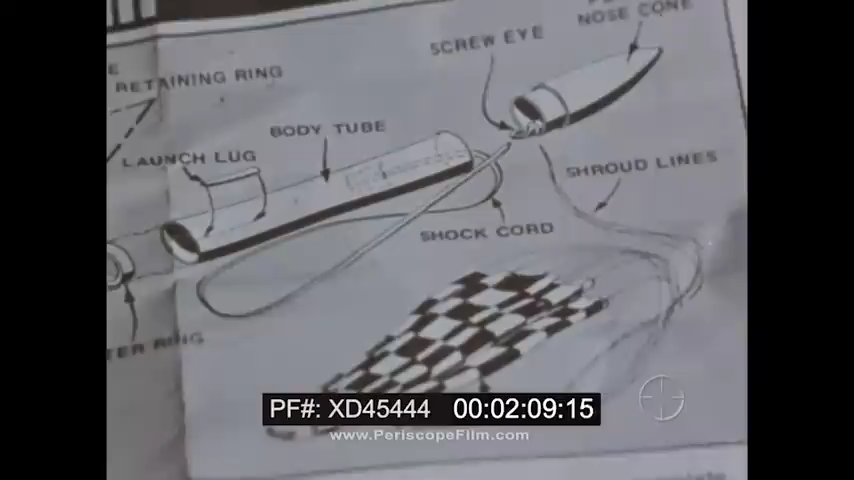 NOSE CONE
SCREW EYE
RETAINING RING
BODY TUBE
LAUNCH LUG
SHROUD LINES
SHOCK CORD
RING
PF#: XD45444 00:02:09:15
www.PeriscopeFilm.com